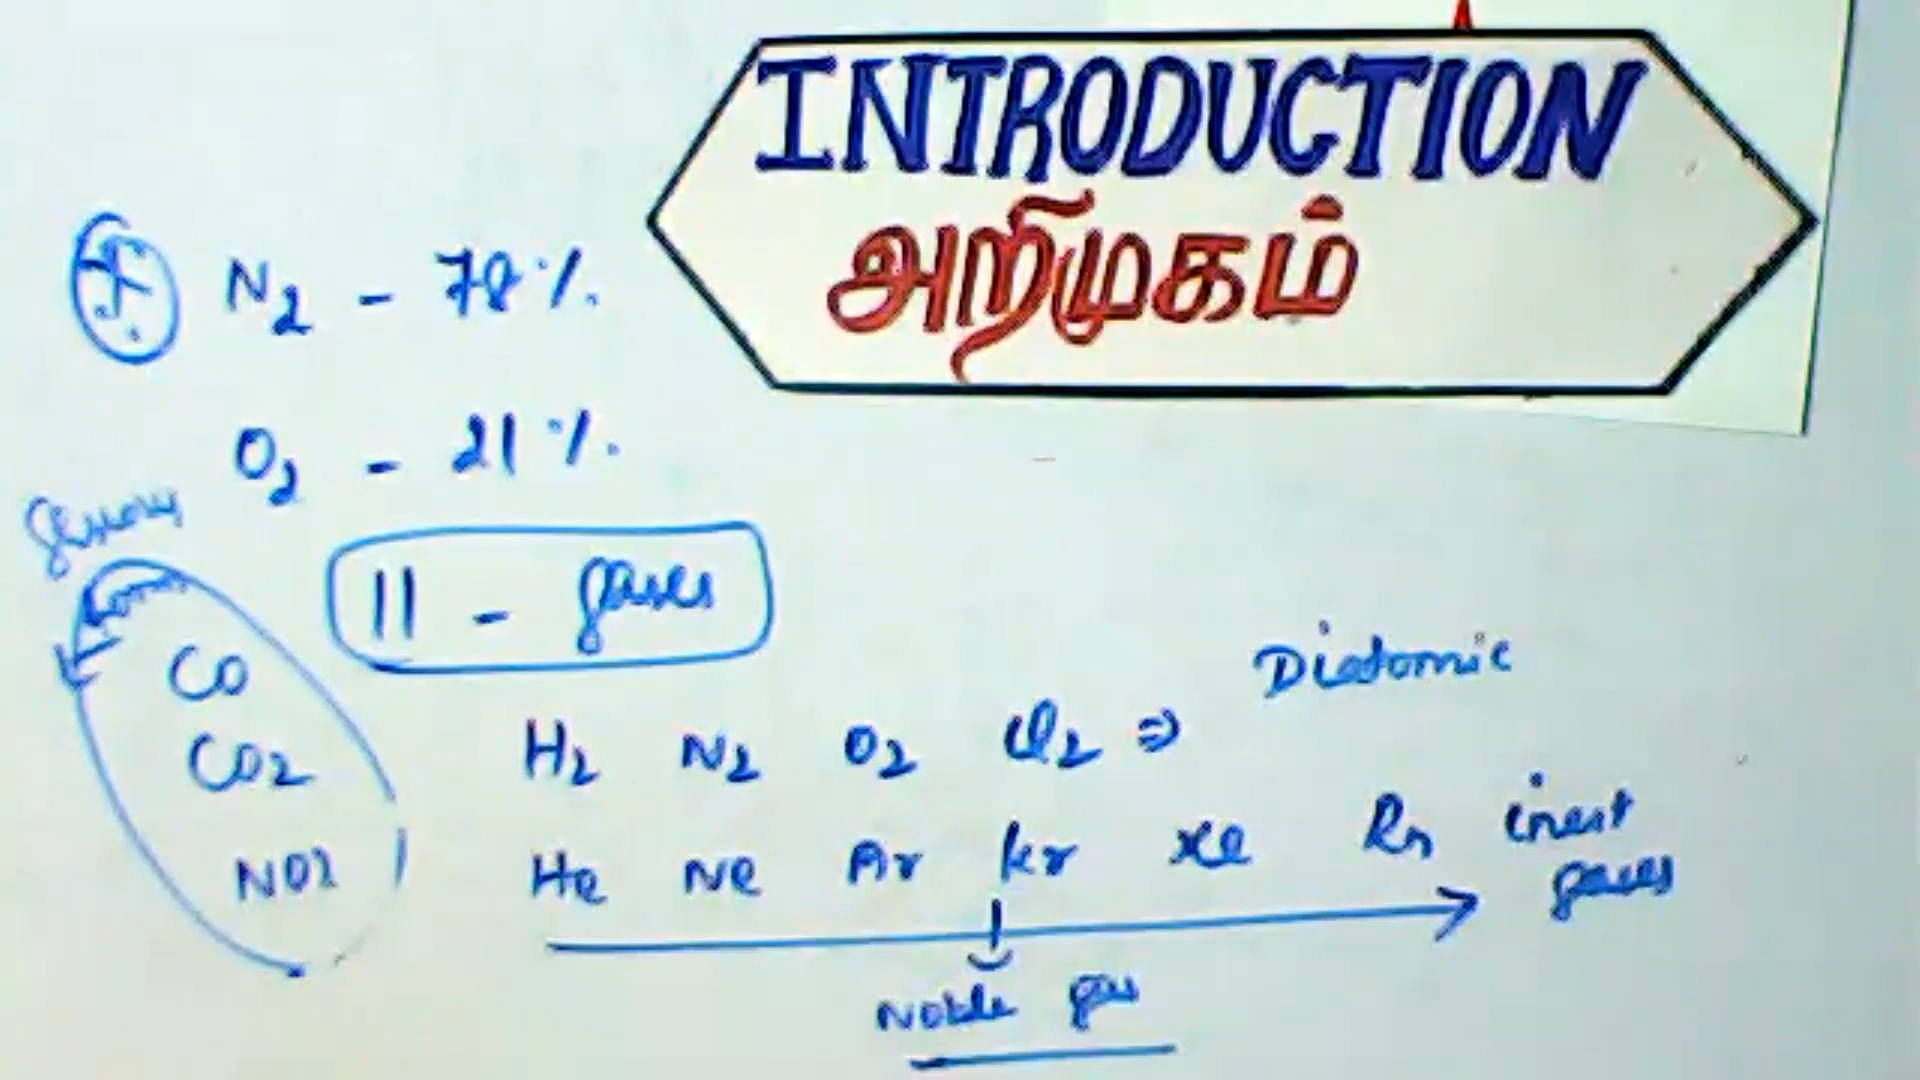 INTRODUCTION
அறிமுகம்
N2 - 78%.
O2 - 21%.
11 - gases
CO
CO2
NO2
Diatomic
H2 N2 O2 Cl2 ⇒
He Ne Ar Kr Xe Rn inert gases
Noble gas